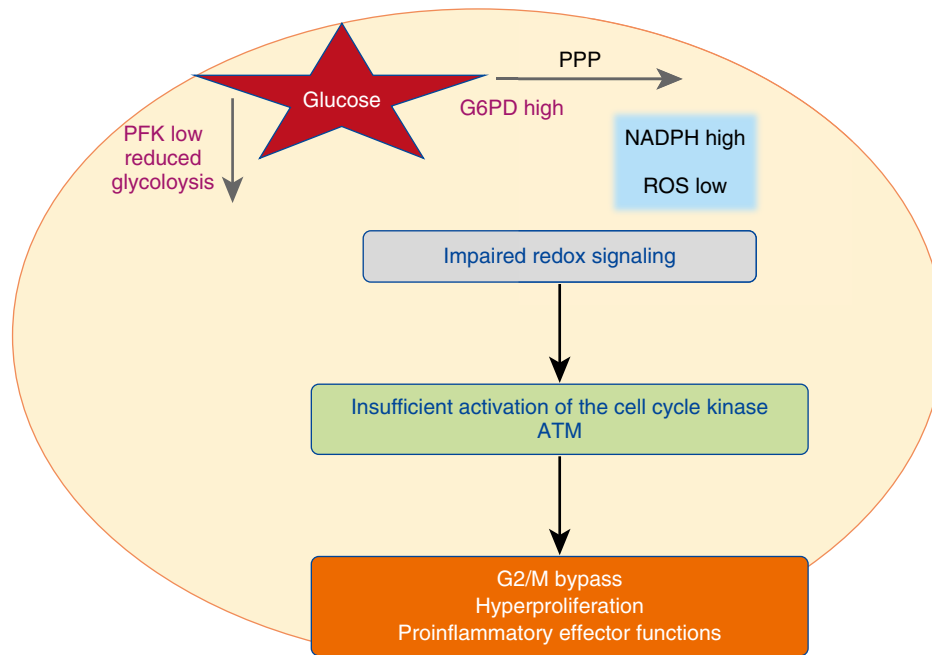 PPP
Glucose
G6PD high
PFK low
reduced
glycoloysis
NADPH high
ROS low
Impaired redox signaling
Insufficient activation of the cell cycle kinase
ATM
G2/M bypass
Hyperproliferation
Proinflammatory effector functions